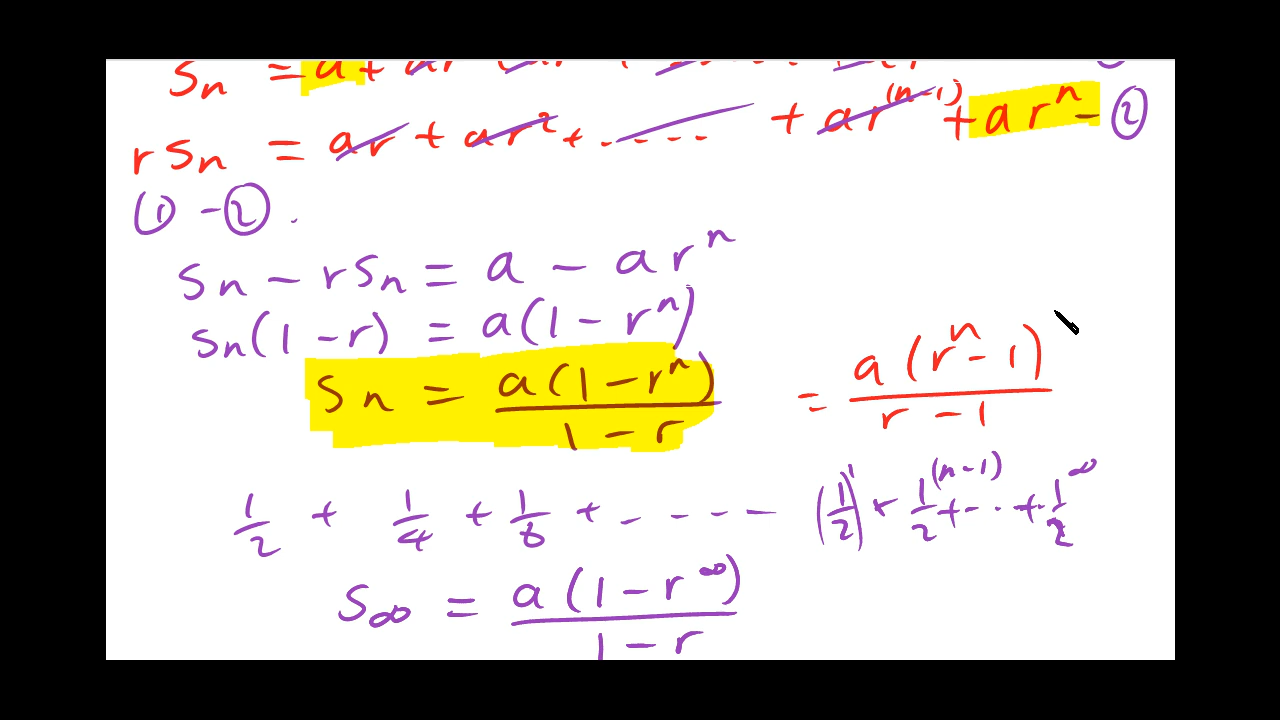 Sn = a + ar
rSn = ar + ar² + ..... + ar^(n-1) + ar^n - ②
① - ② .
Sn - rSn = a - ar^n
Sn(1 - r) = a(1 - r^n)
Sn = a(1 - r^n) / 1 - r = a(r^n - 1) / r - 1
1/2 + 1/4 + 1/8 + - - - - - (1/2)^1 + 1/2^(n-1) + - . . + . 1/2^∞
S∞ = a(1 - r^∞) / 1 - r